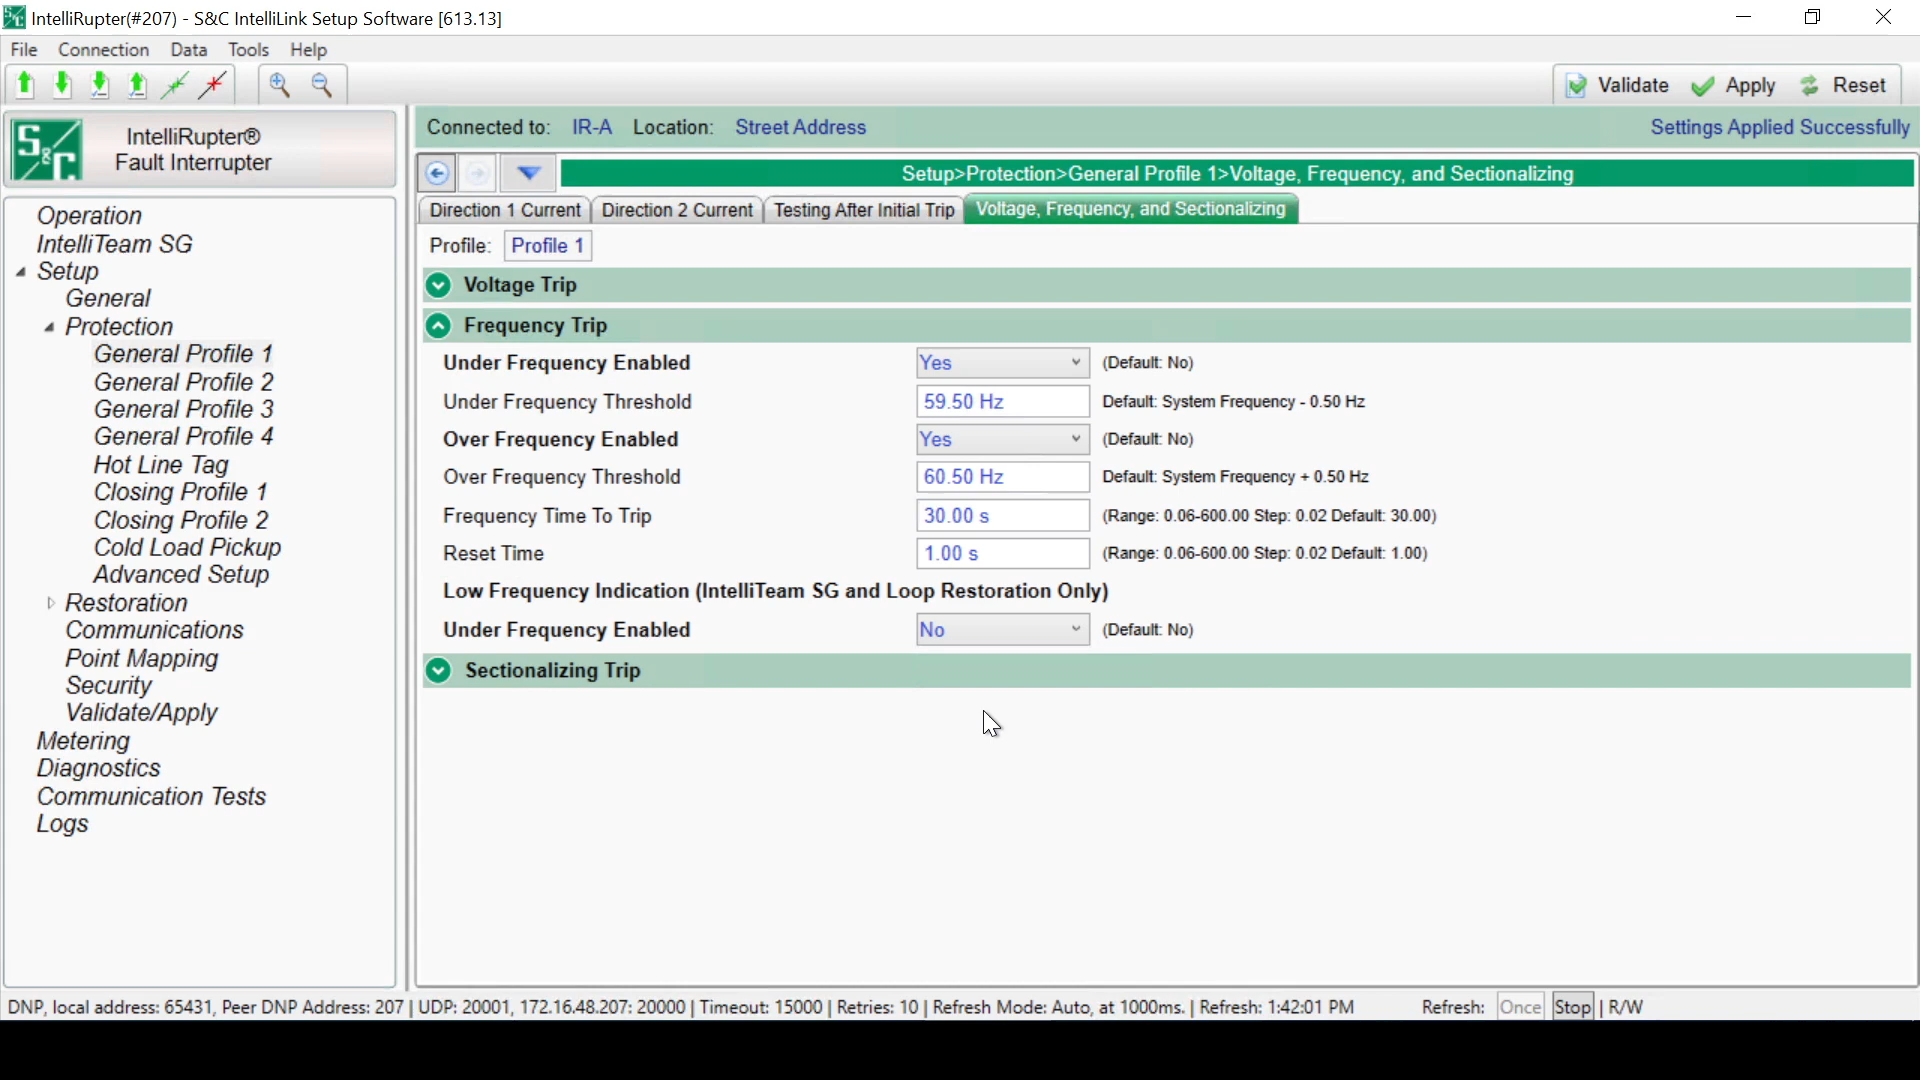 IntelliRupter(#207) - S&C IntelliLink Setup Software [613.13]
File Connection Data Tools Help
Validate Apply Reset
S&C
IntelliRupter®
Fault Interrupter
Connected to: IR-A Location: Street Address Settings Applied Successfully
Setup>Protection>General Profile 1>Voltage, Frequency, and Sectionalizing
Direction 1 Current Direction 2 Current Testing After Initial Trip Voltage, Frequency, and Sectionalizing
Profile: Profile 1
Operation
IntelliTeam SG
Setup
General
Protection
General Profile 1
General Profile 2
General Profile 3
General Profile 4
Hot Line Tag
Closing Profile 1
Closing Profile 2
Cold Load Pickup
Advanced Setup
Restoration
Communications
Point Mapping
Security
Validate/Apply
Metering
Diagnostics
Communication Tests
Logs
Voltage Trip
Frequency Trip
Under Frequency Enabled Yes (Default: No)
Under Frequency Threshold 59.50 Hz Default: System Frequency - 0.50 Hz
Over Frequency Enabled Yes (Default: No)
Over Frequency Threshold 60.50 Hz Default: System Frequency + 0.50 Hz
Frequency Time To Trip 30.00 s (Range: 0.06-600.00 Step: 0.02 Default: 30.00)
Reset Time 1.00 s (Range: 0.06-600.00 Step: 0.02 Default: 1.00)
Low Frequency Indication (IntelliTeam SG and Loop Restoration Only)
Under Frequency Enabled No (Default: No)
Sectionalizing Trip
DNP, local address: 65431, Peer DNP Address: 207 | UDP: 20001, 172.16.48.207: 20000 | Timeout: 15000 | Retries: 10 | Refresh Mode: Auto, at 1000ms. | Refresh: 1:42:01 PM Refresh: Once Stop | R/W